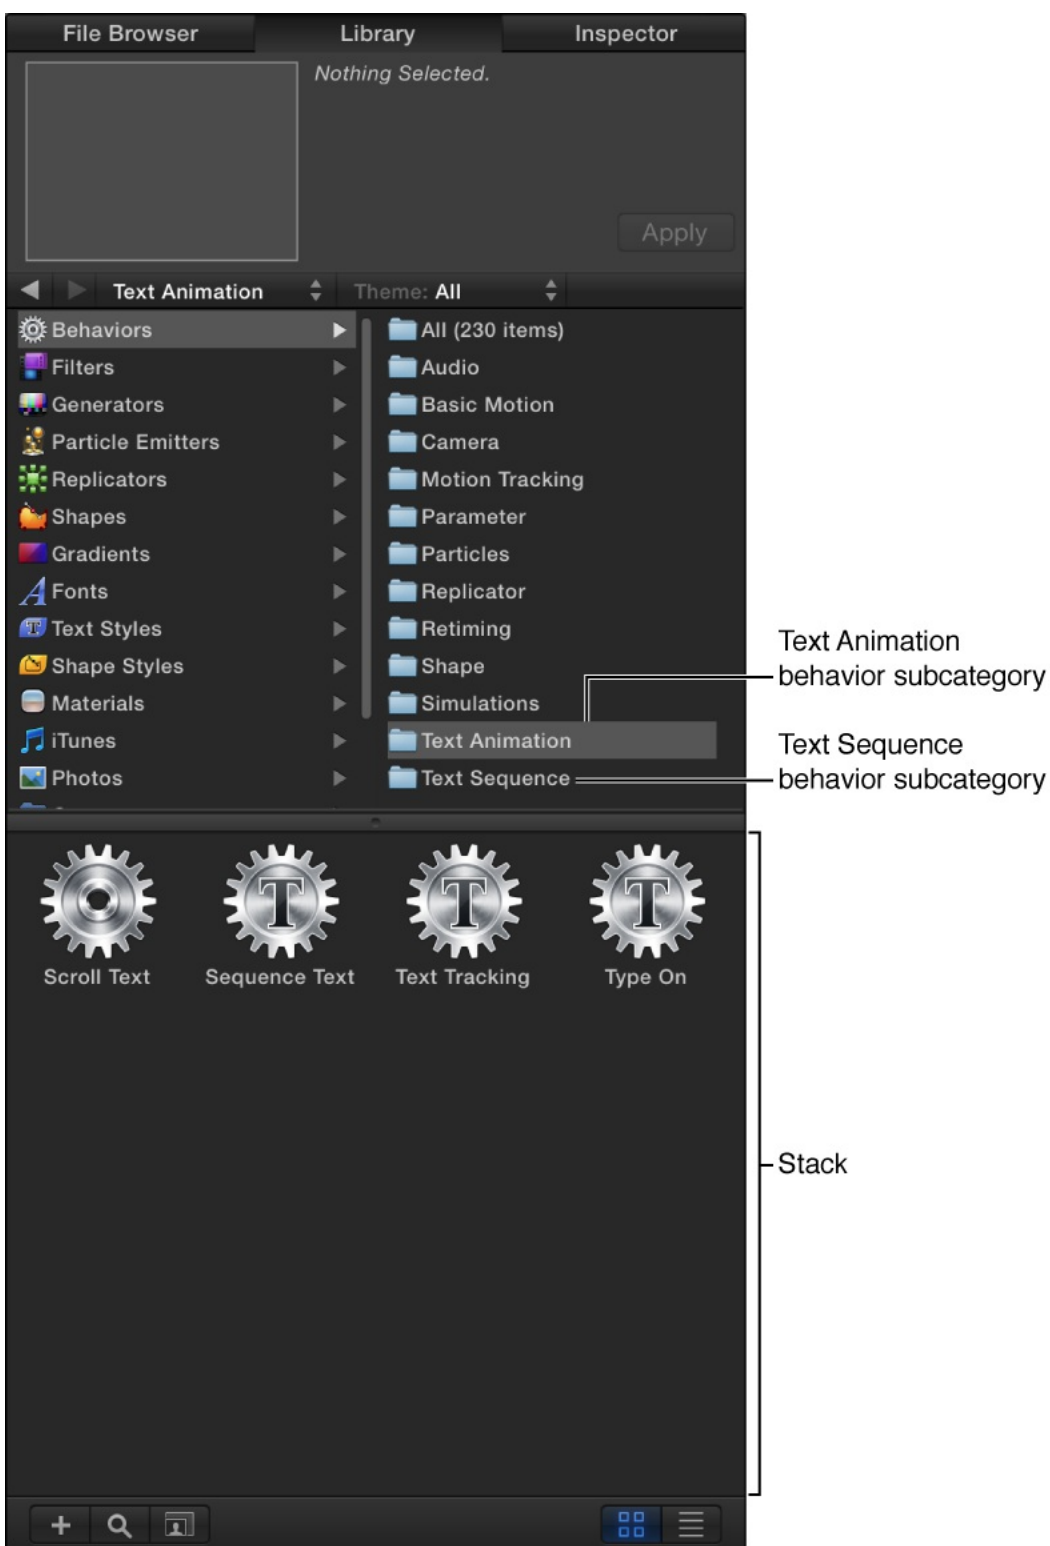 File Browser
Library
Inspector
Nothing Selected.
Apply
Text Animation
Theme: All
Behaviors
Filters
Generators
Particle Emitters
Replicators
Shapes
Gradients
Fonts
Text Styles
Shape Styles
Materials
iTunes
Photos
All (230 items)
Audio
Basic Motion
Camera
Motion Tracking
Parameter
Particles
Replicator
Retiming
Shape
Simulations
Text Animation
Text Sequence
Text Animation
behavior subcategory
Text Sequence
behavior subcategory
Scroll Text
Sequence Text
Text Tracking
Type On
Stack